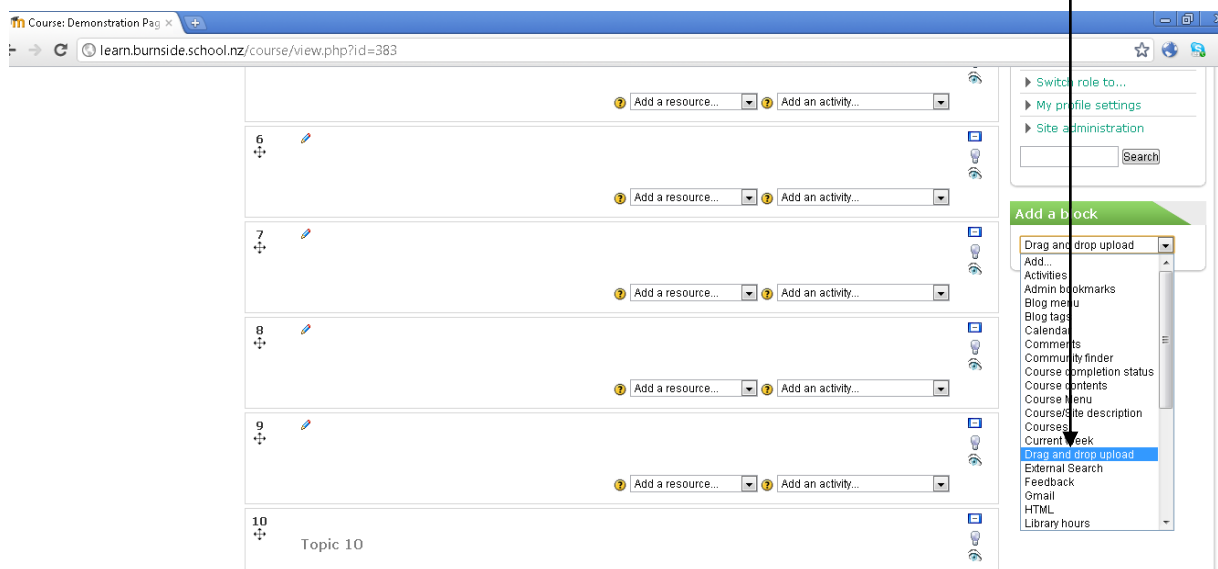 Course: Demonstration Pag
learn.burnside.school.nz/course/view.php?id=383
Add a resource... Add an activity...
6
Add a resource... Add an activity...
7
Add a resource... Add an activity...
8
Add a resource... Add an activity...
9
Add a resource... Add an activity...
10
Topic 10
Switch role to...
My profile settings
Site administration
Search
Add a block
Drag and drop upload
Add...
Activities
Admin bookmarks
Blog menu
Blog tags
Calendar
Comments
Community finder
Course completion status
Course contents
Course Menu
Course/Site description
Courses
Current week
Drag and drop upload
External Search
Feedback
Gmail
HTML
Library hours